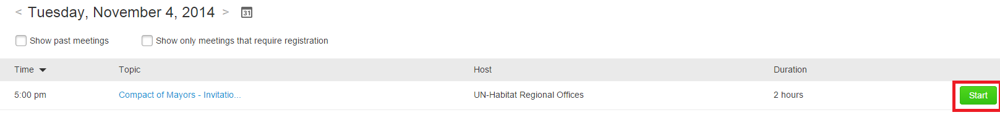 < Tuesday, November 4, 2014 > 31
Show past meetings Show only meetings that require registration
Time Topic Host Duration
5:00 pm Compact of Mayors - Invitatio... UN-Habitat Regional Offices 2 hours Start